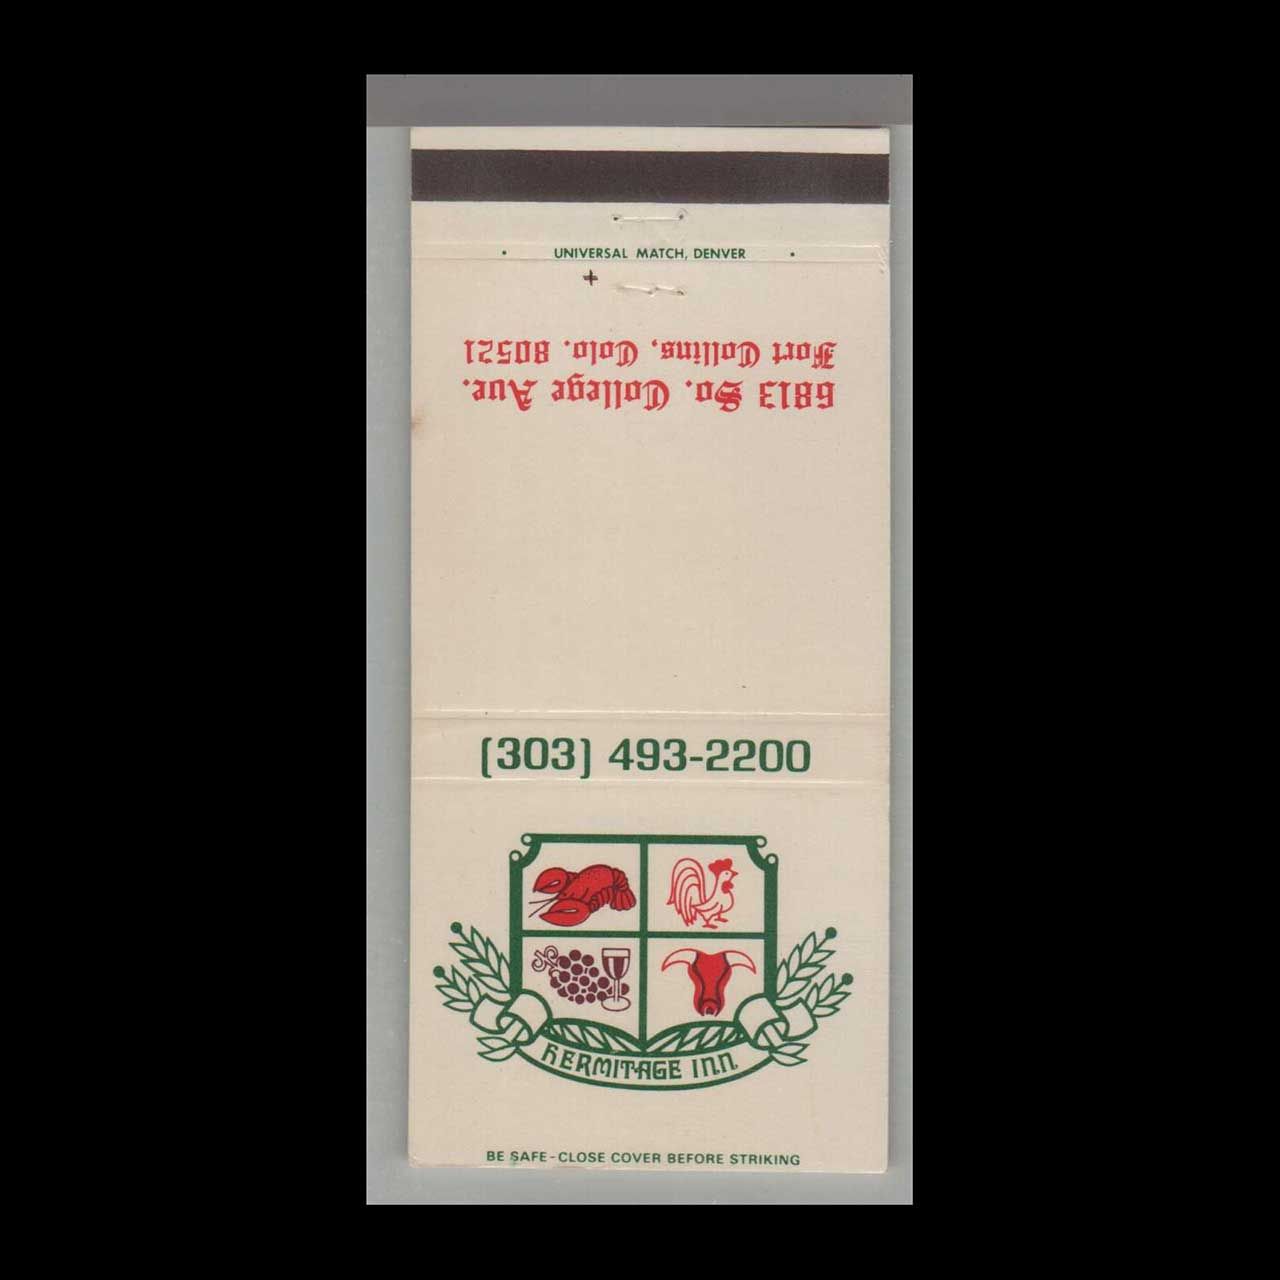 UNIVERSAL MATCH, DENVER
6813 So. College Ave.
Fort Collins, Colo. 80521
(303) 493-2200
HERMITAGE INN
BE SAFE - CLOSE COVER BEFORE STRIKING